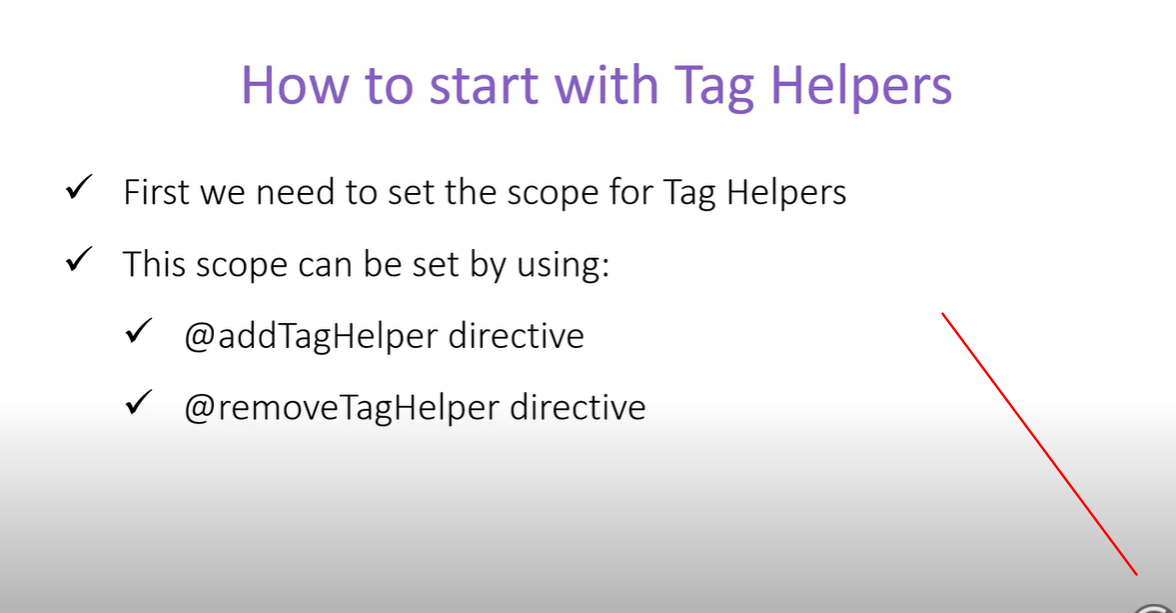 How to start with Tag Helpers
First we need to set the scope for Tag Helpers
This scope can be set by using:
@addTagHelper directive
@removeTagHelper directive